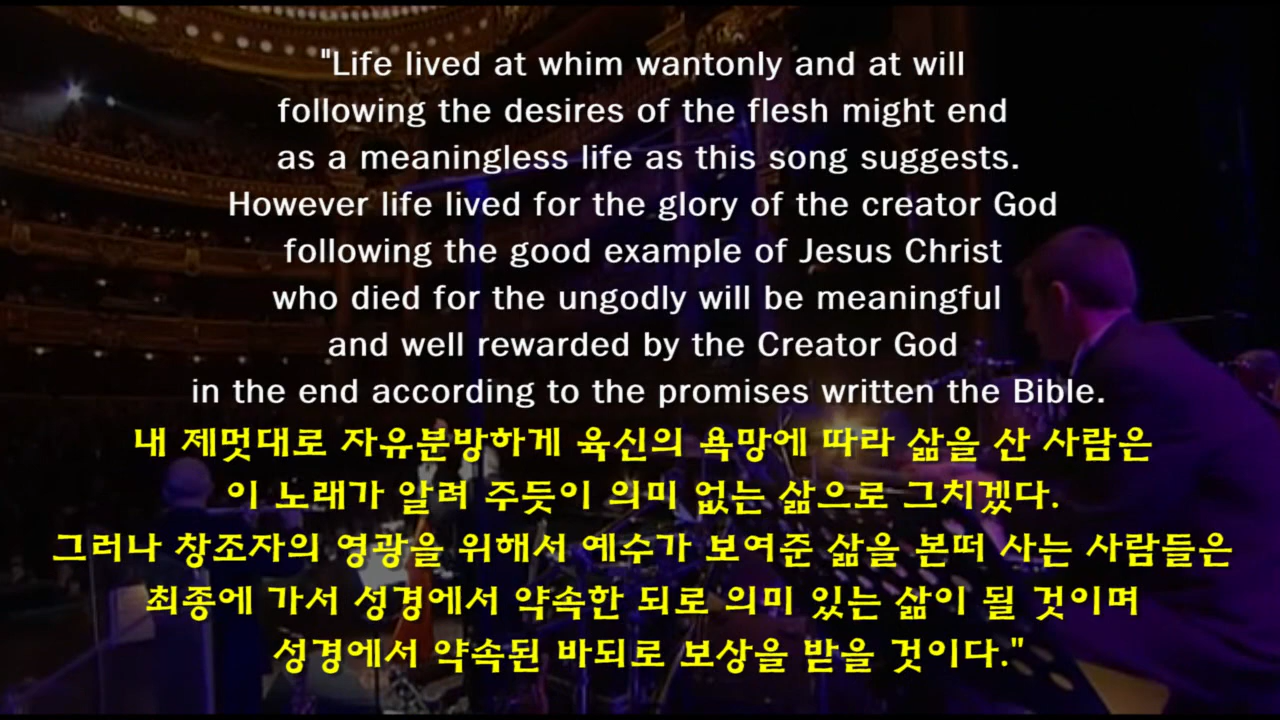 "Life lived at whim wantonly and at will
following the desires of the flesh might end
as a meaningless life as this song suggests.
However life lived for the glory of the creator God
following the good example of Jesus Christ
who died for the ungodly will be meaningful
and well rewarded by the Creator God
in the end according to the promises written the Bible.
내 제멋대로 자유분방하게 육신의 욕망에 따라 삶을 산 사람은
이 노래가 알려 주듯이 의미 없는 삶으로 그치겠다.
그러나 창조자의 영광을 위해서 예수가 보여준 삶을 본떠 사는 사람들은
최종에 가서 성경에서 약속한 되로 의미 있는 삶이 될 것이며
성경에서 약속된 바되로 보상을 받을 것이다."